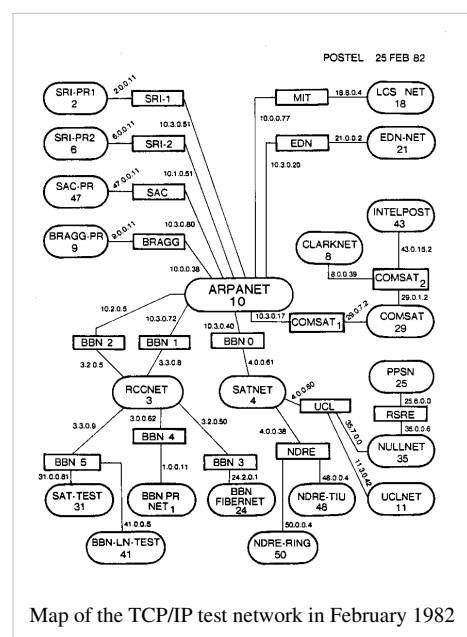 POSTEL 25 FEB 82
SRI-PR1
2
2.0.0.11
SRI-1
10.3.0.51
MIT
10.0.0.77
18.8.0.4
LCS NET
18
SRI-PR2
6
6.0.0.11
SRI-2
10.1.0.51
EDN
10.3.0.20
21.0.0.2
EDN-NET
21
SAC-PR
47
47.0.0.11
SAC
10.3.0.80
INTELPOST
43
43.0.15.2
BRAGG-PR
9
9.0.0.11
BRAGG
10.0.0.38
CLARKNET
8
8.0.0.39
COMSAT2
29.0.1.2
ARPANET
10
10.3.0.17
COMSAT1
29.0.7.2
COMSAT
29
10.2.0.5
10.3.0.72
10.3.0.40
BBN 2
BBN 1
BBN 0
3.2.0.5
3.3.0.8
4.0.0.61
RCCNET
3
SATNET
4
4.0.0.60
UCL
35.7.0.0
11.3.0.42
PPSN
25
25.6.0.0
RSRE
35.0.0.6
NULLNET
35
3.3.0.9
3.0.0.62
3.2.0.50
4.0.0.38
BBN 4
BBN 5
BBN 3
NDRE
31.0.0.81
1.0.0.11
24.2.0.1
48.0.0.4
SAT-TEST
31
BBN PR
NET1
BBN
FIBERNET
24
NDRE-TIU
48
UCLNET
11
41.0.0.5
50.0.0.4
BBN-LN-TEST
41
NDRE-RING
50
Map of the TCP/IP test network in February 1982